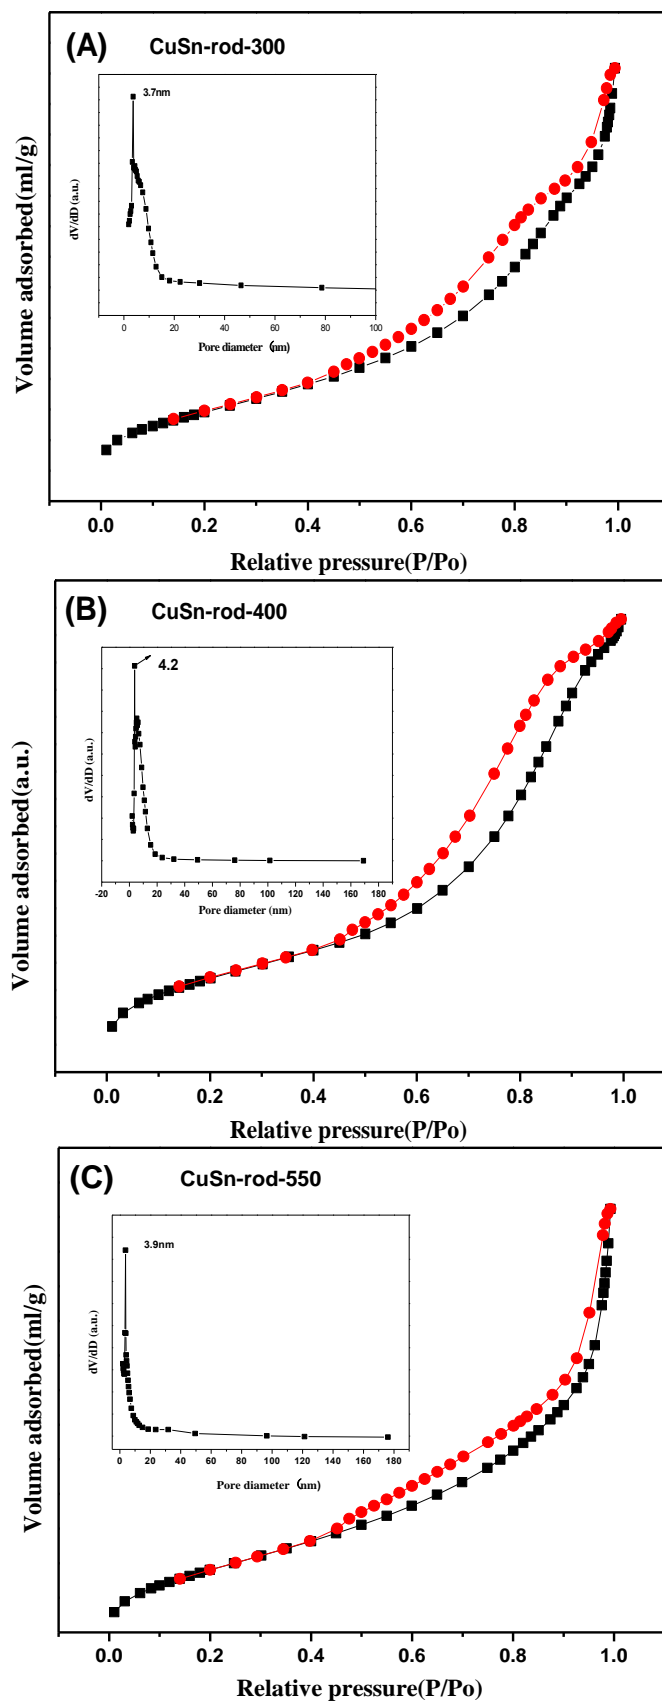 (A) CuSn-rod-300
3.7nm
dV/dD (a.u.)
0 20 40 60 80 100
Pore diameter (nm)
Volume adsorbed(ml/g)
0.0 0.2 0.4 0.6 0.8 1.0
Relative pressure(P/Po)
(B) CuSn-rod-400
4.2
dV/dD (a.u.)
-20 0 20 40 60 80 100 120 140 160 180
Pore diameter (nm)
Volume adsorbed(a.u.)
0.0 0.2 0.4 0.6 0.8 1.0
Relative pressure(P/Po)
(C) CuSn-rod-550
3.9nm
dV/dD (a.u.)
0 20 40 60 80 100 120 140 160 180
Pore diameter (nm)
Volume adsorbed(ml/g)
0.0 0.2 0.4 0.6 0.8 1.0
Relative pressure(P/Po)